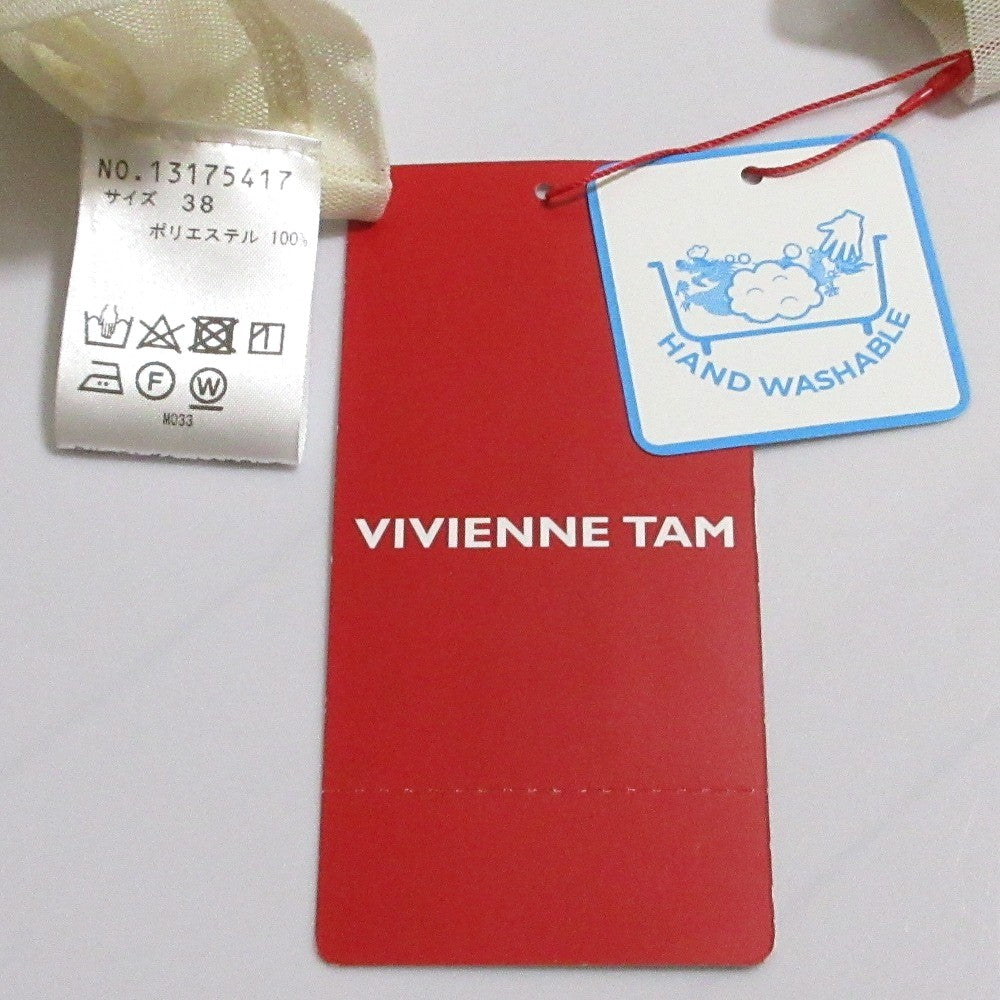 NO.13175417
サイズ 38
ポリエステル 100%
F W
M033
VIVIENNE TAM
HAND WASHABLE